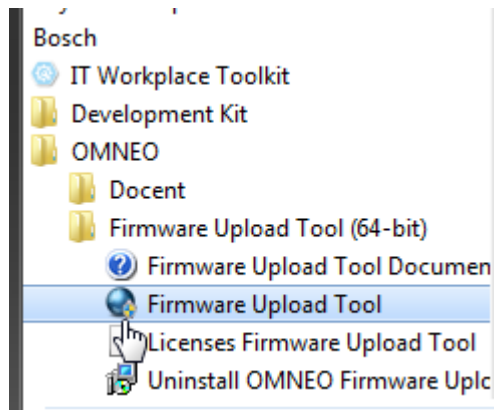 Bosch
IT Workplace Toolkit
Development Kit
OMNEO
Docent
Firmware Upload Tool (64-bit)
Firmware Upload Tool Documen
Firmware Upload Tool
Licenses Firmware Upload Tool
Uninstall OMNEO Firmware Uplc